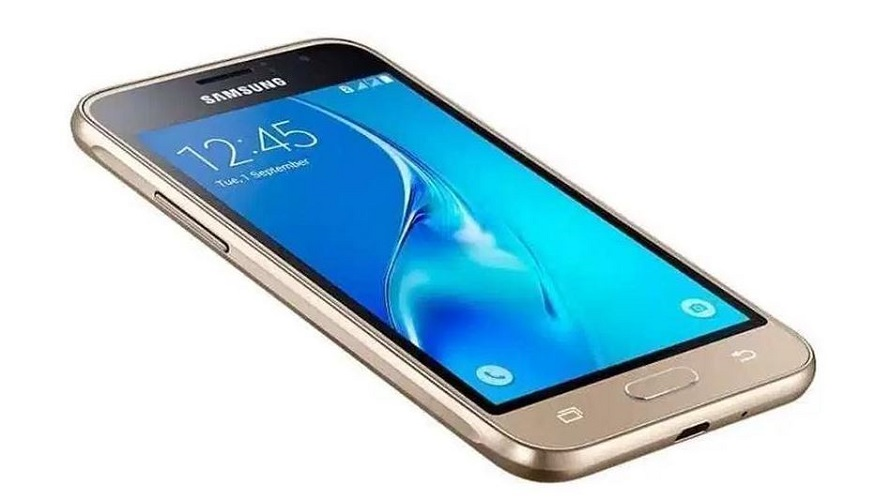 SAMSUNG
12:45
Tue, 1 September